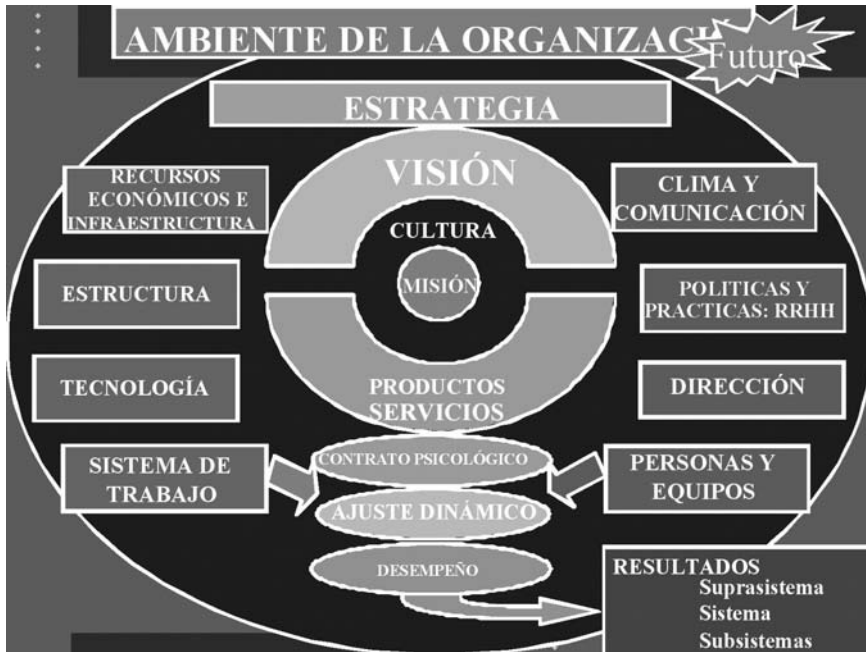 AMBIENTE DE LA ORGANIZACI
Futuro
ESTRATEGIA
VISIÓN
RECURSOS
ECONÓMICOS E
INFRAESTRUCTURA
CLIMA Y
COMUNICACIÓN
CULTURA
MISIÓN
ESTRUCTURA
POLITICAS Y
PRACTICAS: RRHH
TECNOLOGÍA
PRODUCTOS
SERVICIOS
DIRECCIÓN
SISTEMA DE
TRABAJO
CONTRATO PSICOLÓGICO
PERSONAS Y
EQUIPOS
AJUSTE DINÁMICO
DESEMPEÑO
RESULTADOS
Suprasistema
Sistema
Subsistemas